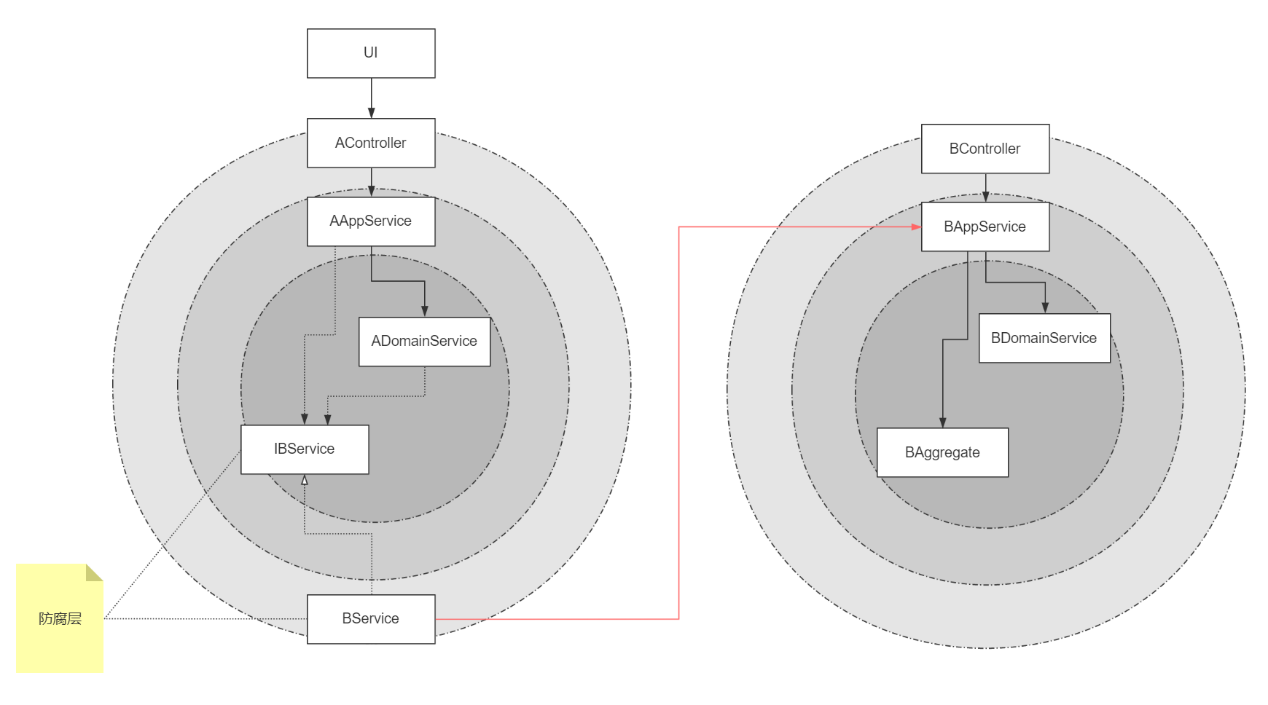 UI
AController
AAppService
ADomainService
IBService
BService
防腐层
BController
BAppService
BDomainService
BAggregate